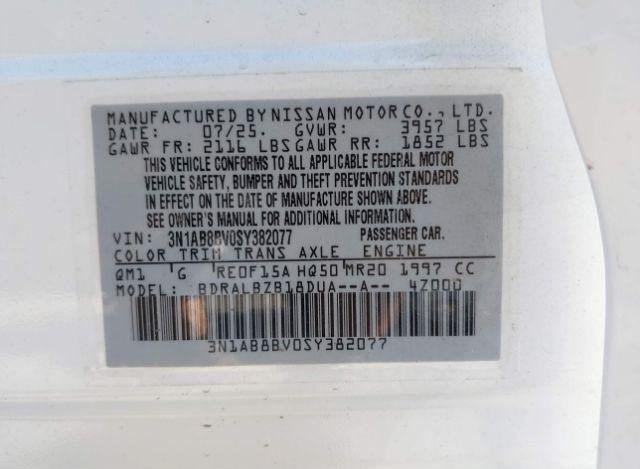 MANUFACTURED BY NISSAN MOTOR CO., LTD.
DATE: 07/25. GVWR: 3957 LBS
GAWR FR: 2116 LBS GAWR RR: 1852 LBS
THIS VEHICLE CONFORMS TO ALL APPLICABLE FEDERAL MOTOR
VEHICLE SAFETY, BUMPER AND THEFT PREVENTION STANDARDS
IN EFFECT ON THE DATE OF MANUFACTURE SHOWN ABOVE.
SEE OWNER'S MANUAL FOR ADDITIONAL INFORMATION.
VIN: 3N1AB8BV0SY382077 PASSENGER CAR.
COLOR TRIM TRANS AXLE ENGINE
QM1 G RE0F15A HQ50 MR20 1997 CC
MODEL: BDRALBZB18DUA--A-- 4Z000
3N1AB8BV0SY382077